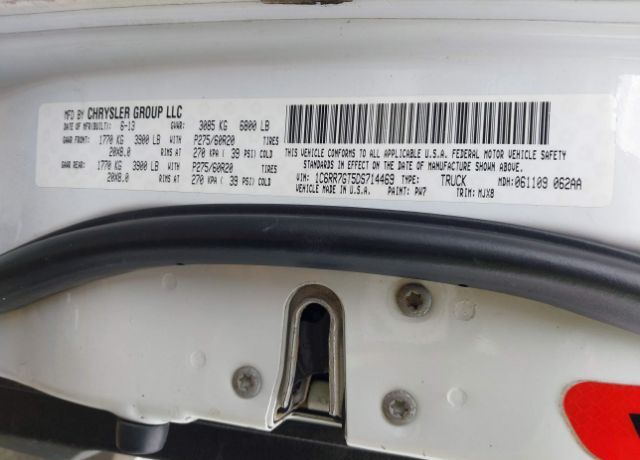 MFD BY CHRYSLER GROUP LLC
DATE OF MFR(BUILT): 6-13 GVWR: 3085 KG 6800 LB
GAWR FRONT: 1770 KG 3900 LB WITH P275/60R20 TIRES
20X8.0 RIMS AT 270 KPA ( 39 PSI) COLD
GAWR REAR: 1770 KG 3900 LB WITH P275/60R20 TIRES
20X8.0 RIMS AT 270 KPA ( 39 PSI) COLD
THIS VEHICLE CONFORMS TO ALL APPLICABLE U.S.A. FEDERAL MOTOR VEHICLE SAFETY
STANDARDS IN EFFECT ON THE DATE OF MANUFACTURE SHOWN ABOVE.
VIN: 1C6RR7GT5DS714469 TYPE: TRUCK MDH: 061109 062AA
VEHICLE MADE IN U.S.A. PAINT: PW7 TRIM: MJX8